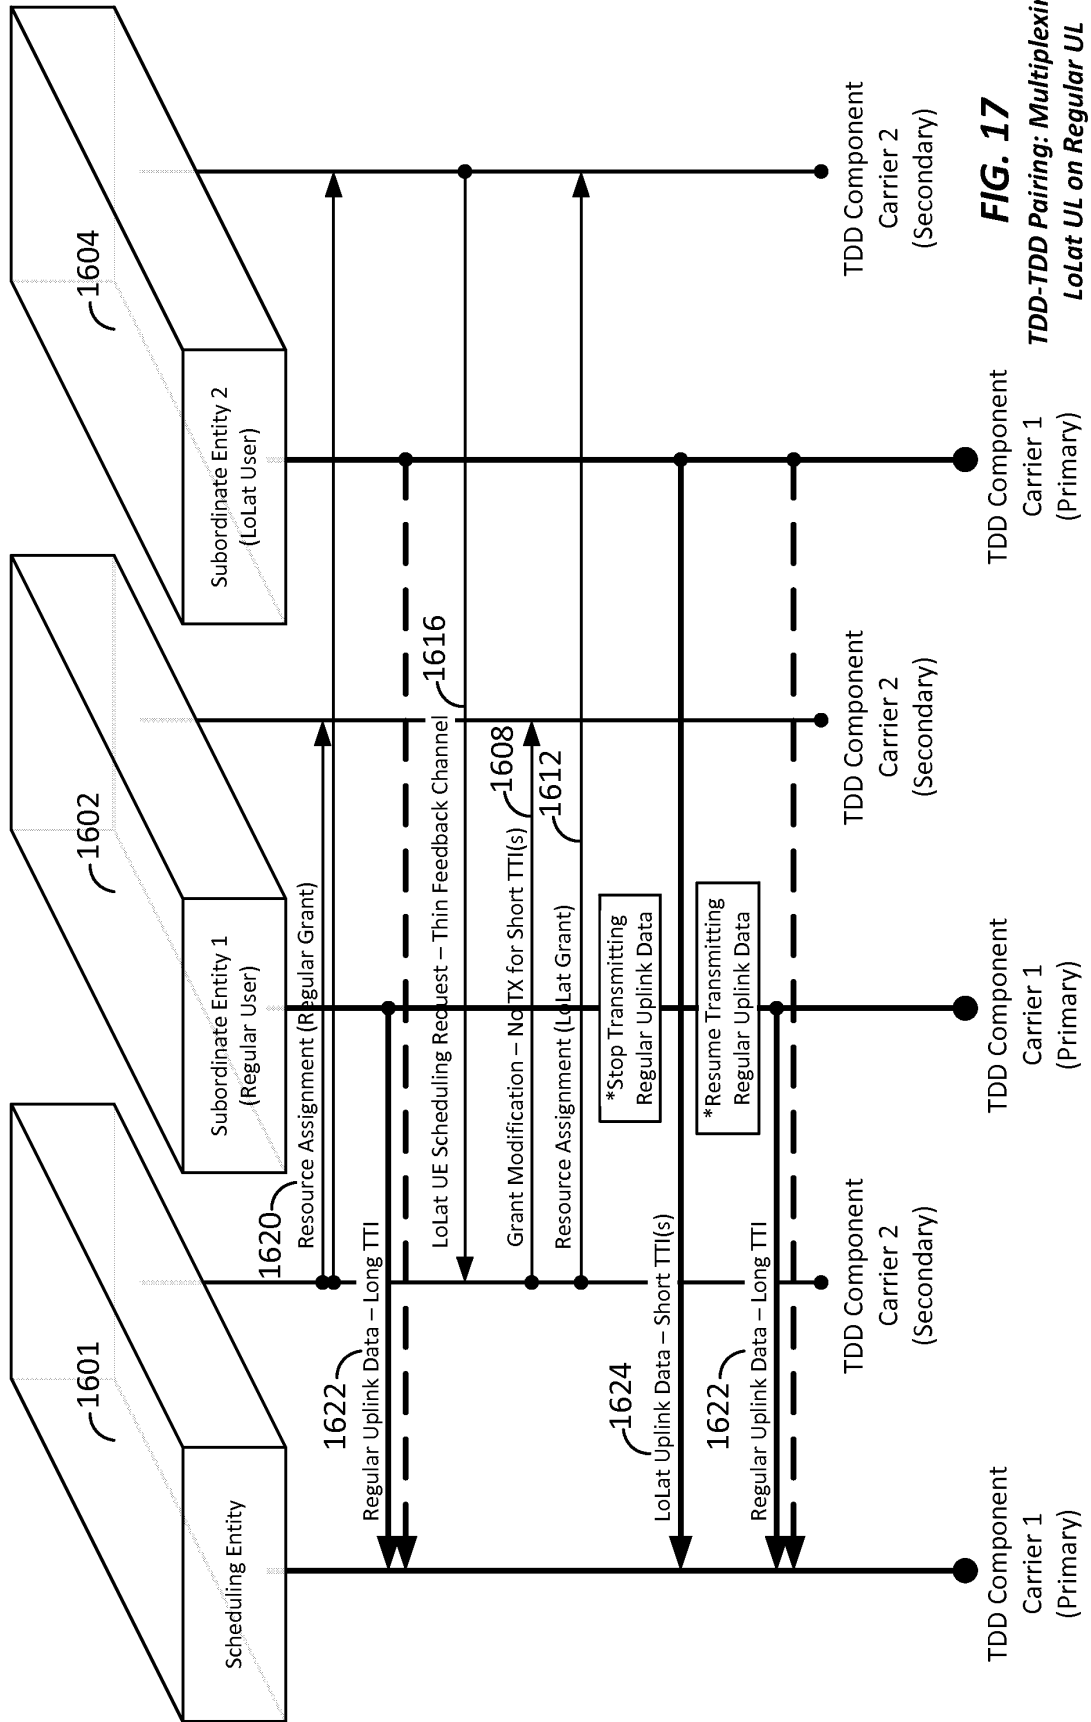 Scheduling Entity
1601
Subordinate Entity 1
(Regular User)
1602
Subordinate Entity 2
(LoLat User)
1604
1620
Resource Assignment (Regular Grant)
1622
Regular Uplink Data – Long TTI
LoLat UE Scheduling Request – Thin Feedback Channel
1616
Grant Modification – No TX for Short TTI(s)
1608
Resource Assignment (LoLat Grant)
1612
*Stop Transmitting
Regular Uplink Data
1624
LoLat Uplink Data – Short TTI(s)
*Resume Transmitting
Regular Uplink Data
1622
Regular Uplink Data – Long TTI
TDD Component
Carrier 1
(Primary)
TDD Component
Carrier 2
(Secondary)
TDD Component
Carrier 1
(Primary)
TDD Component
Carrier 2
(Secondary)
TDD Component
Carrier 1
(Primary)
TDD Component
Carrier 2
(Secondary)
FIG. 17
TDD-TDD Pairing: Multiplexin
LoLat UL on Regular UL